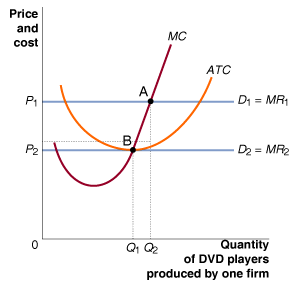 Price
and
cost
MC
ATC
A
P1
D1 = MR1
B
P2
D2 = MR2
0
Q1 Q2
Quantity
of DVD players
produced by one firm